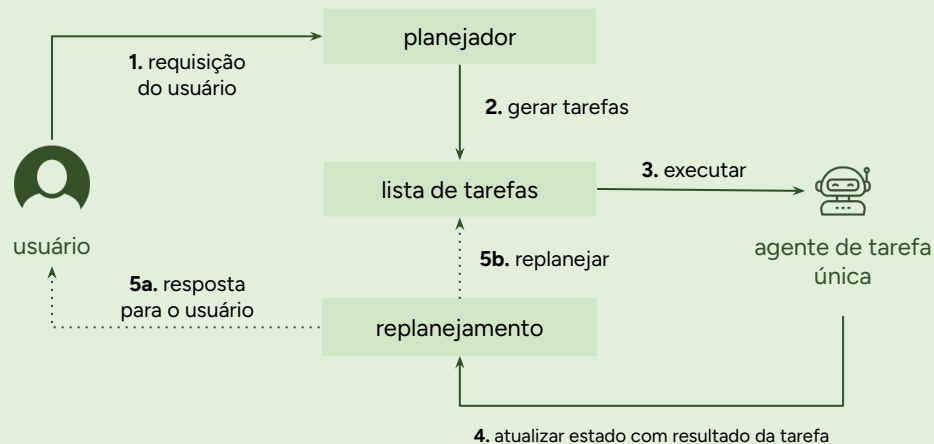 planejador
1. requisição
do usuário
2. gerar tarefas
lista de tarefas
3. executar
usuário
agente de tarefa
única
5b. replanejar
5a. resposta
para o usuário
replanejamento
4. atualizar estado com resultado da tarefa